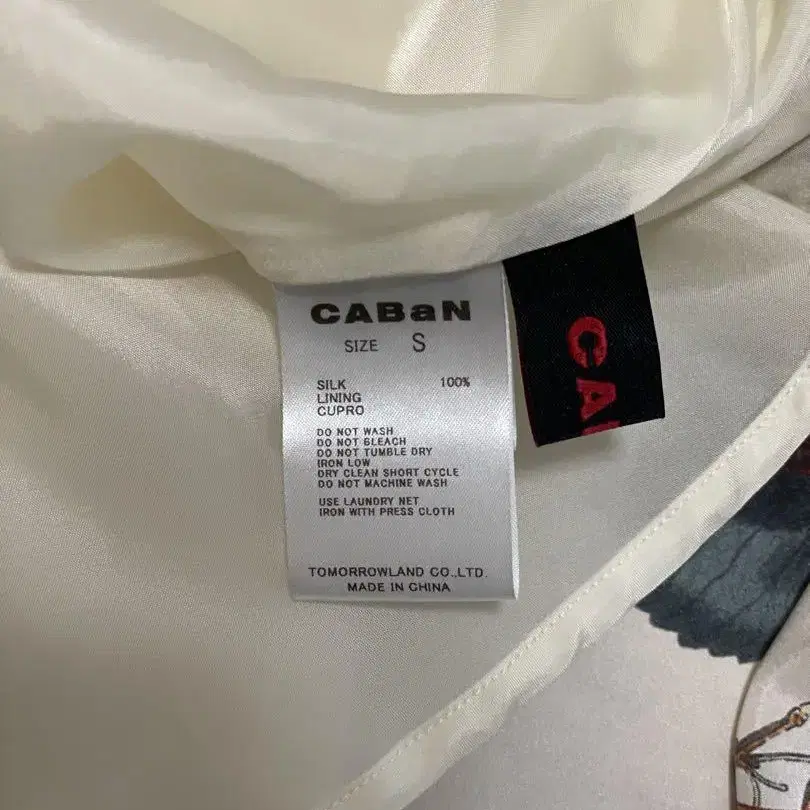 CABaN
SIZE S
SILK 100%
LINING
CUPRO
DO NOT WASH
DO NOT BLEACH
DO NOT TUMBLE DRY
IRON LOW
DRY CLEAN SHORT CYCLE
DO NOT MACHINE WASH
USE LAUNDRY NET
IRON WITH PRESS CLOTH
TOMORROWLAND CO.,LTD.
MADE IN CHINA
CA